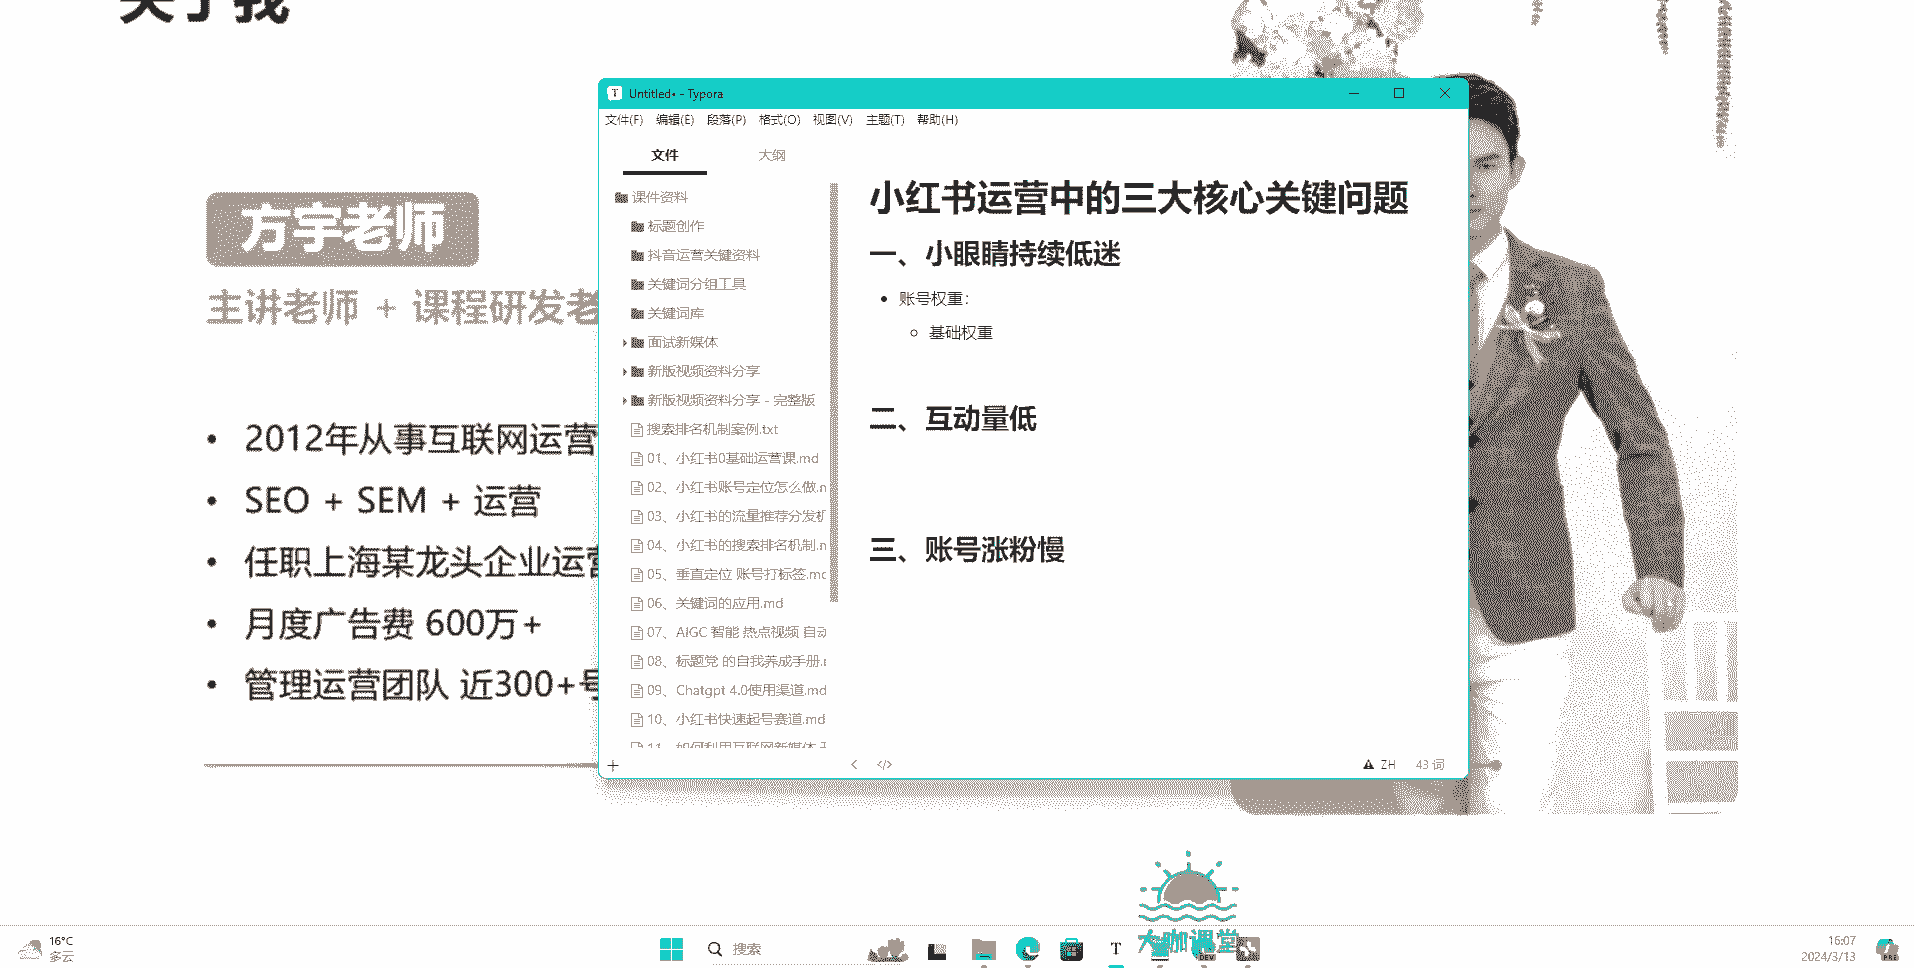 关于我
方宇老师
主讲老师 + 课程研发老
• 2012年从事互联网运营
• SEO + SEM + 运营
• 任职上海某龙头企业运营
• 月度广告费 600万+
• 管理运营团队 近300+号
Untitled• - Typora
文件(F) 编辑(E) 段落(P) 格式(O) 视图(V) 主题(T) 帮助(H)
文件 大纲
课件资料
标题创作
抖音运营关键资料
关键词分组工具
关键词库
面试新媒体
新版视频资料分享
新版视频资料分享 - 完整版
搜索排名机制案例.txt
01、小红书0基础运营课.md
02、小红书账号定位怎么做.n
03、小红书的流量推荐分发机
04、小红书的搜索排名机制.n
05、垂直定位 账号打标签.mc
06、关键词的应用.md
07、AIGC 智能 热点视频 自动
08、标题党 的自我养成手册.r
09、Chatgpt 4.0使用渠道.md
10、小红书快速起号赛道.md
11、如何利用互联网新媒体
小红书运营中的三大核心关键问题
一、小眼睛持续低迷
• 账号权重：
○ 基础权重
二、互动量低
三、账号涨粉慢
ZH 43 词
大咖课堂
16°C
多云
搜索
T
DEV
16:07
2024/3/13
PRE